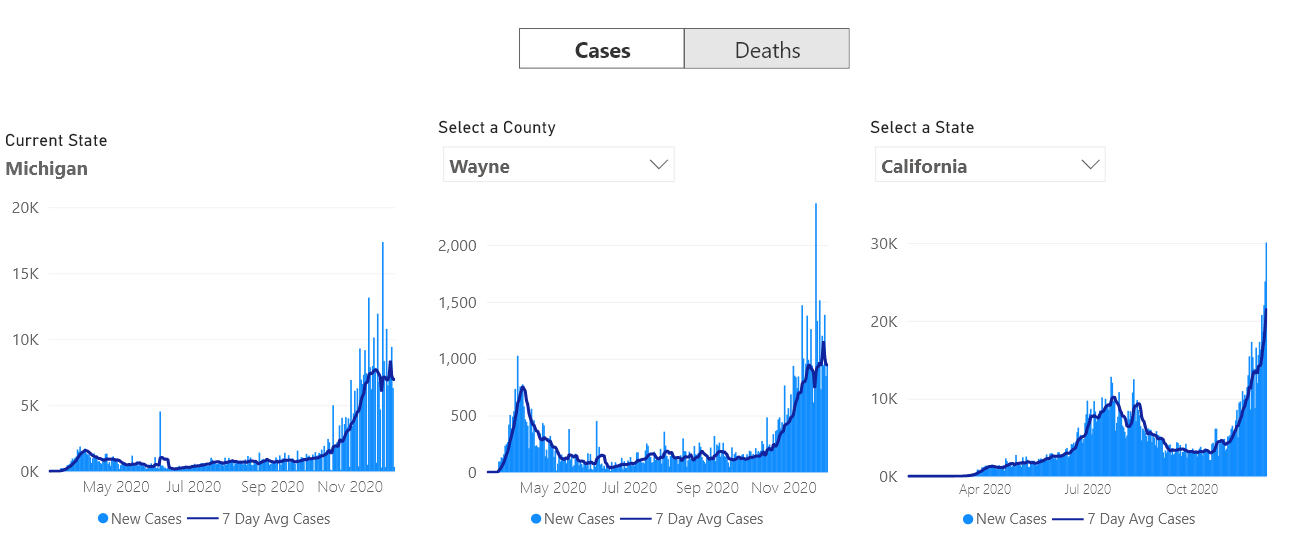 Cases
Deaths
Current State
Michigan
20K
15K
10K
5K
0K
May 2020 Jul 2020 Sep 2020 Nov 2020
New Cases 7 Day Avg Cases
Select a County
Wayne
2,000
1,500
1,000
500
0
May 2020 Jul 2020 Sep 2020 Nov 2020
New Cases 7 Day Avg Cases
Select a State
California
30K
20K
10K
0K
Apr 2020 Jul 2020 Oct 2020
New Cases 7 Day Avg Cases